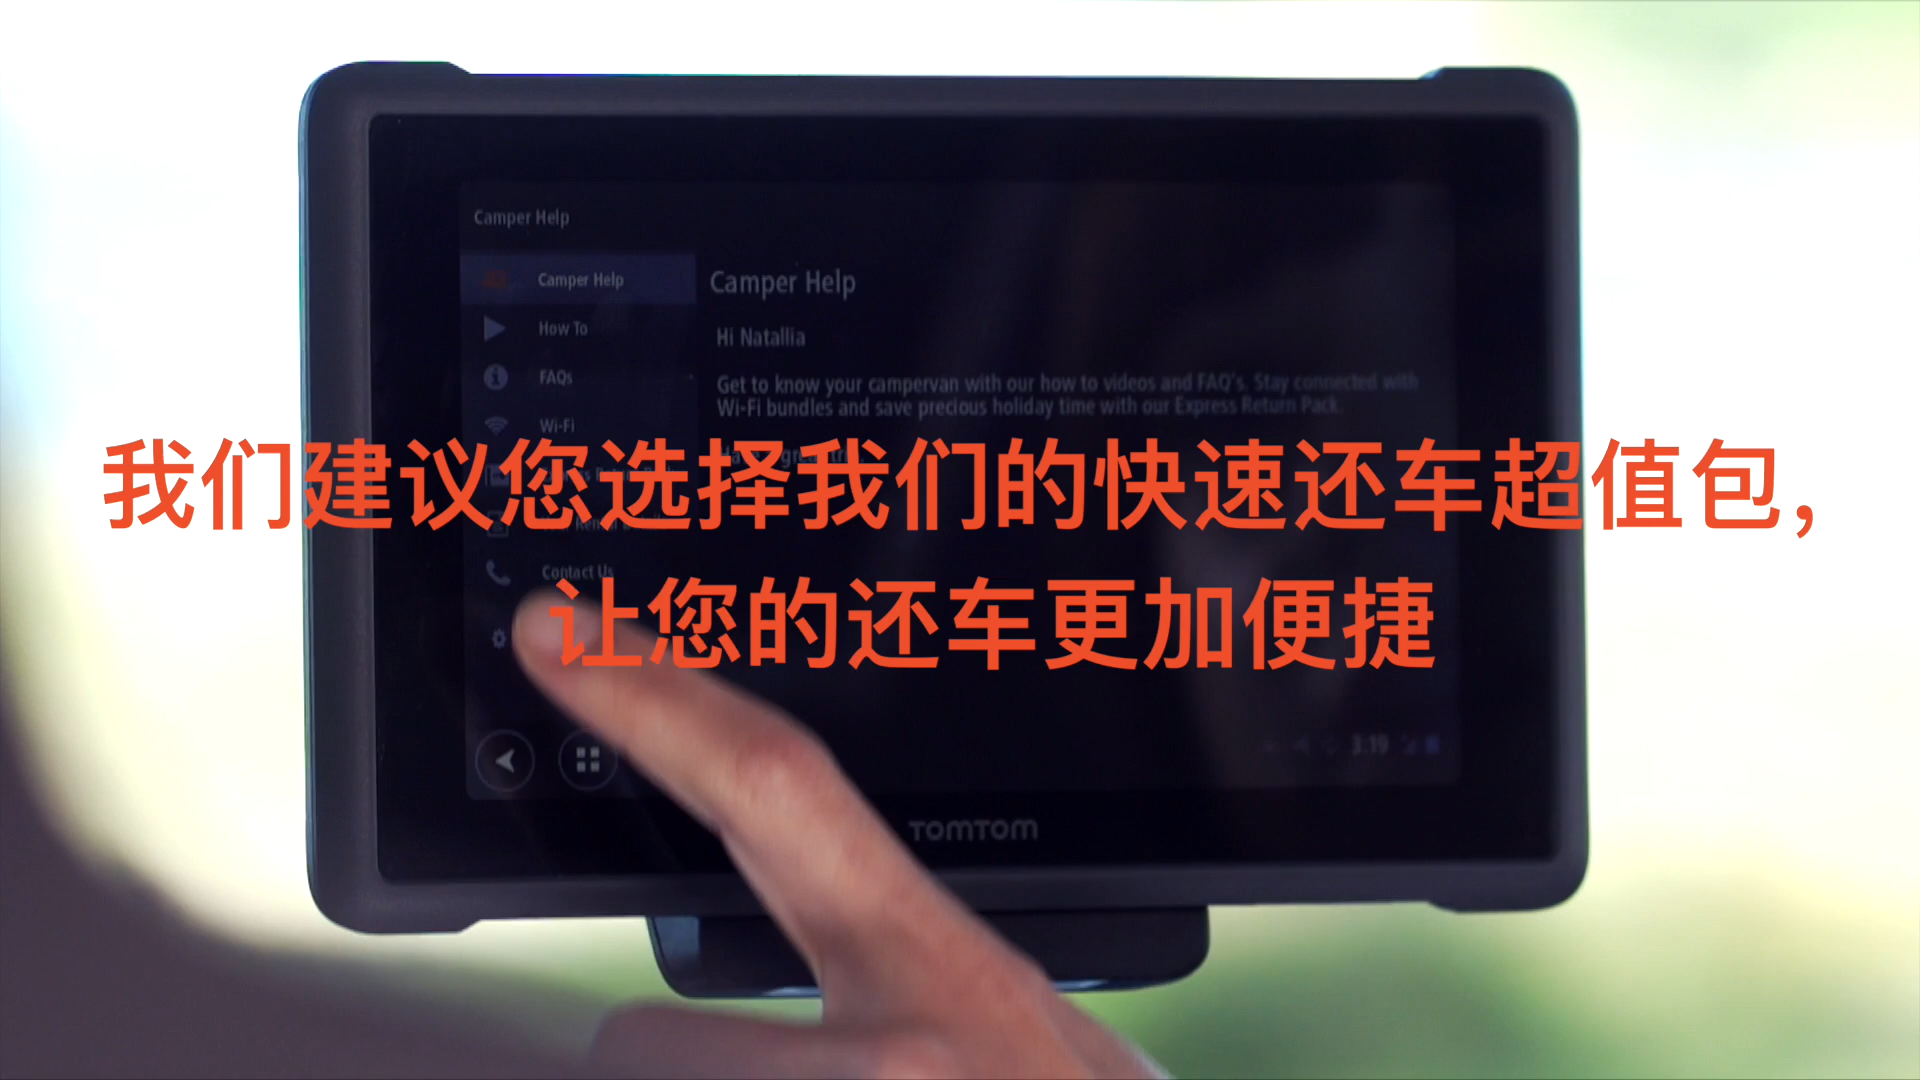 Camper Help
Camper Help
How To
FAQs
Wi-Fi
Contact Us
Camper Help
Hi Natallia
Get to know your campervan with our how to videos and FAQ's. Stay connected with
Wi-Fi bundles and save precious holiday time with our Express Return Pack.
我们建议您选择我们的快速还车超值包,
让您的还车更加便捷
3:19
TOMTOM